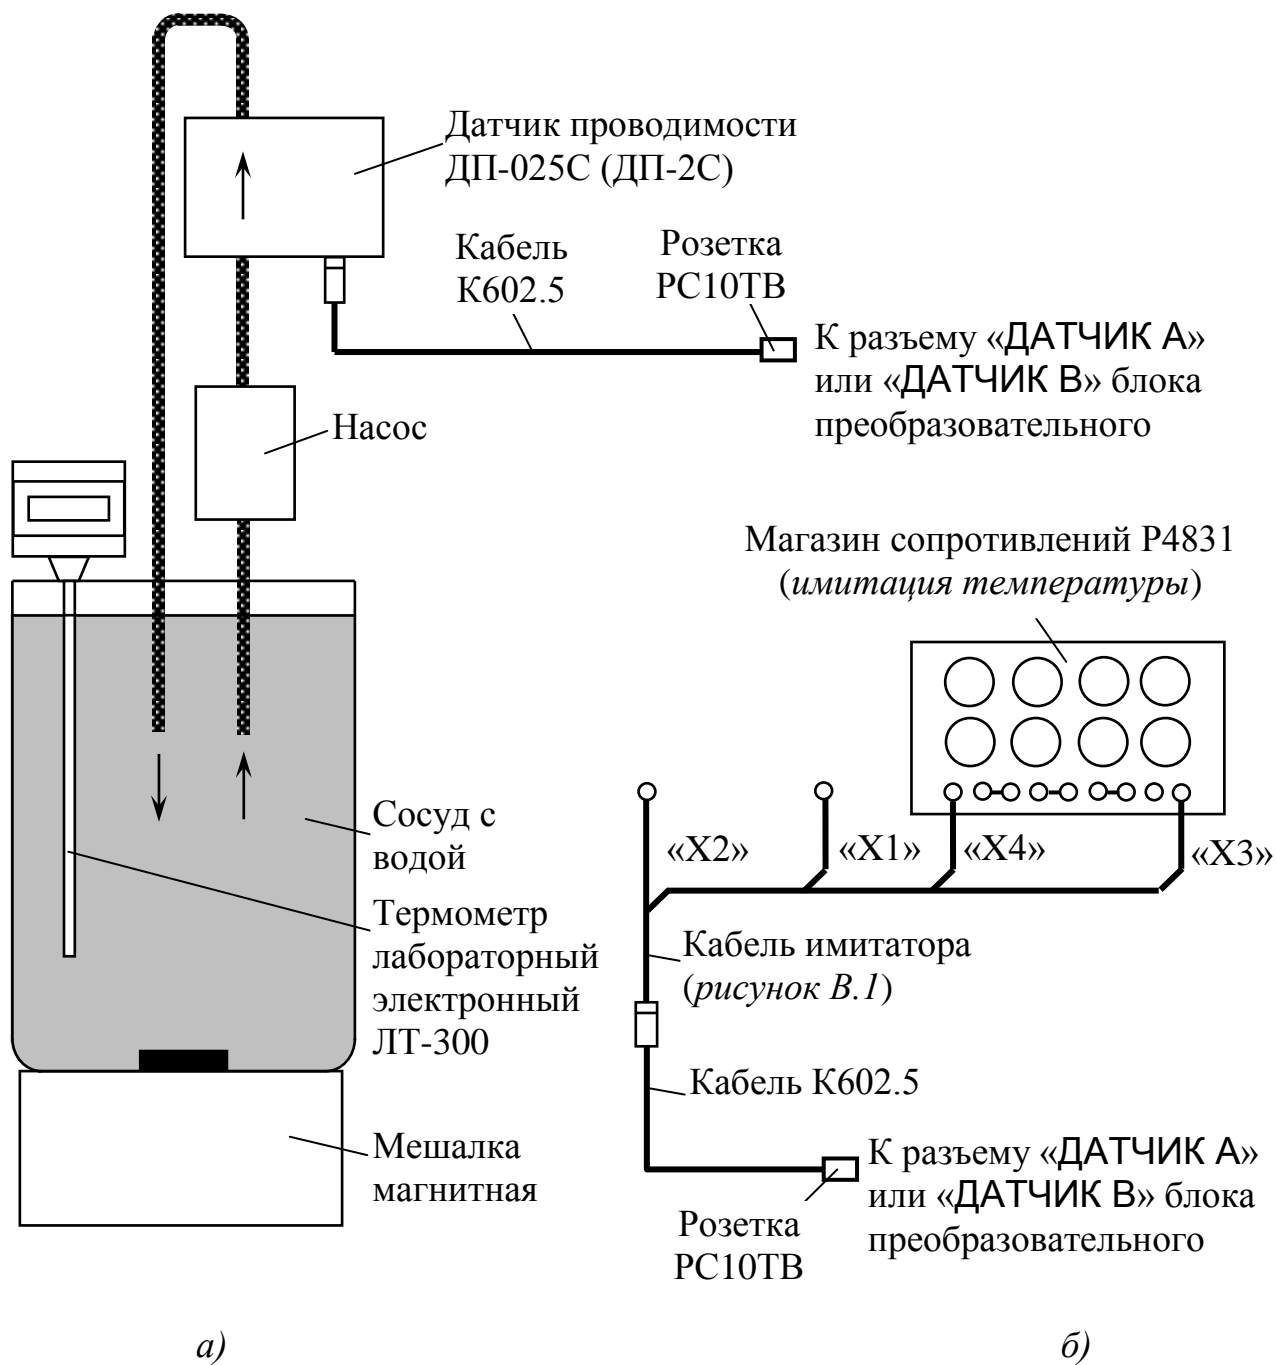 Датчик проводимости
ДП-025С (ДП-2С)
Кабель
К602.5
Розетка
РС10ТВ
К разъему «ДАТЧИК А»
или «ДАТЧИК В» блока
преобразовательного
Насос
Сосуд с
водой
Термометр
лабораторный
электронный
ЛТ-300
Мешалка
магнитная
а)
Магазин сопротивлений Р4831
(имитация температуры)
«Х2»
«Х1»
«Х4»
«Х3»
Кабель имитатора
(рисунок В.1)
Кабель К602.5
К разъему «ДАТЧИК А»
или «ДАТЧИК В» блока
преобразовательного
Розетка
РС10ТВ
б)